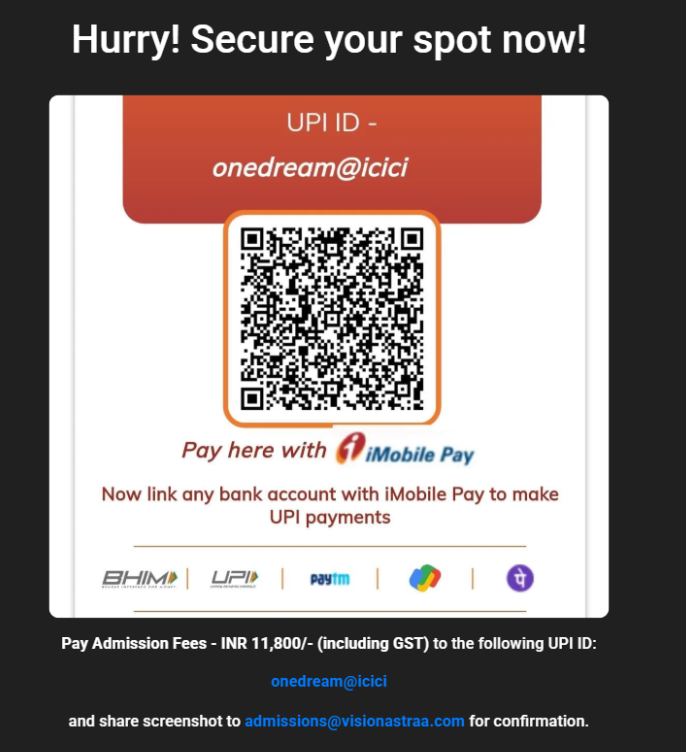 Hurry! Secure your spot now!
UPI ID -
onedream@icici
Pay here with iMobile Pay
Now link any bank account with iMobile Pay to make
UPI payments
BHIM UPI paytm पे
Pay Admission Fees - INR 11,800/- (including GST) to the following UPI ID:
onedream@icici
and share screenshot to admissions@visionastraa.com for confirmation.